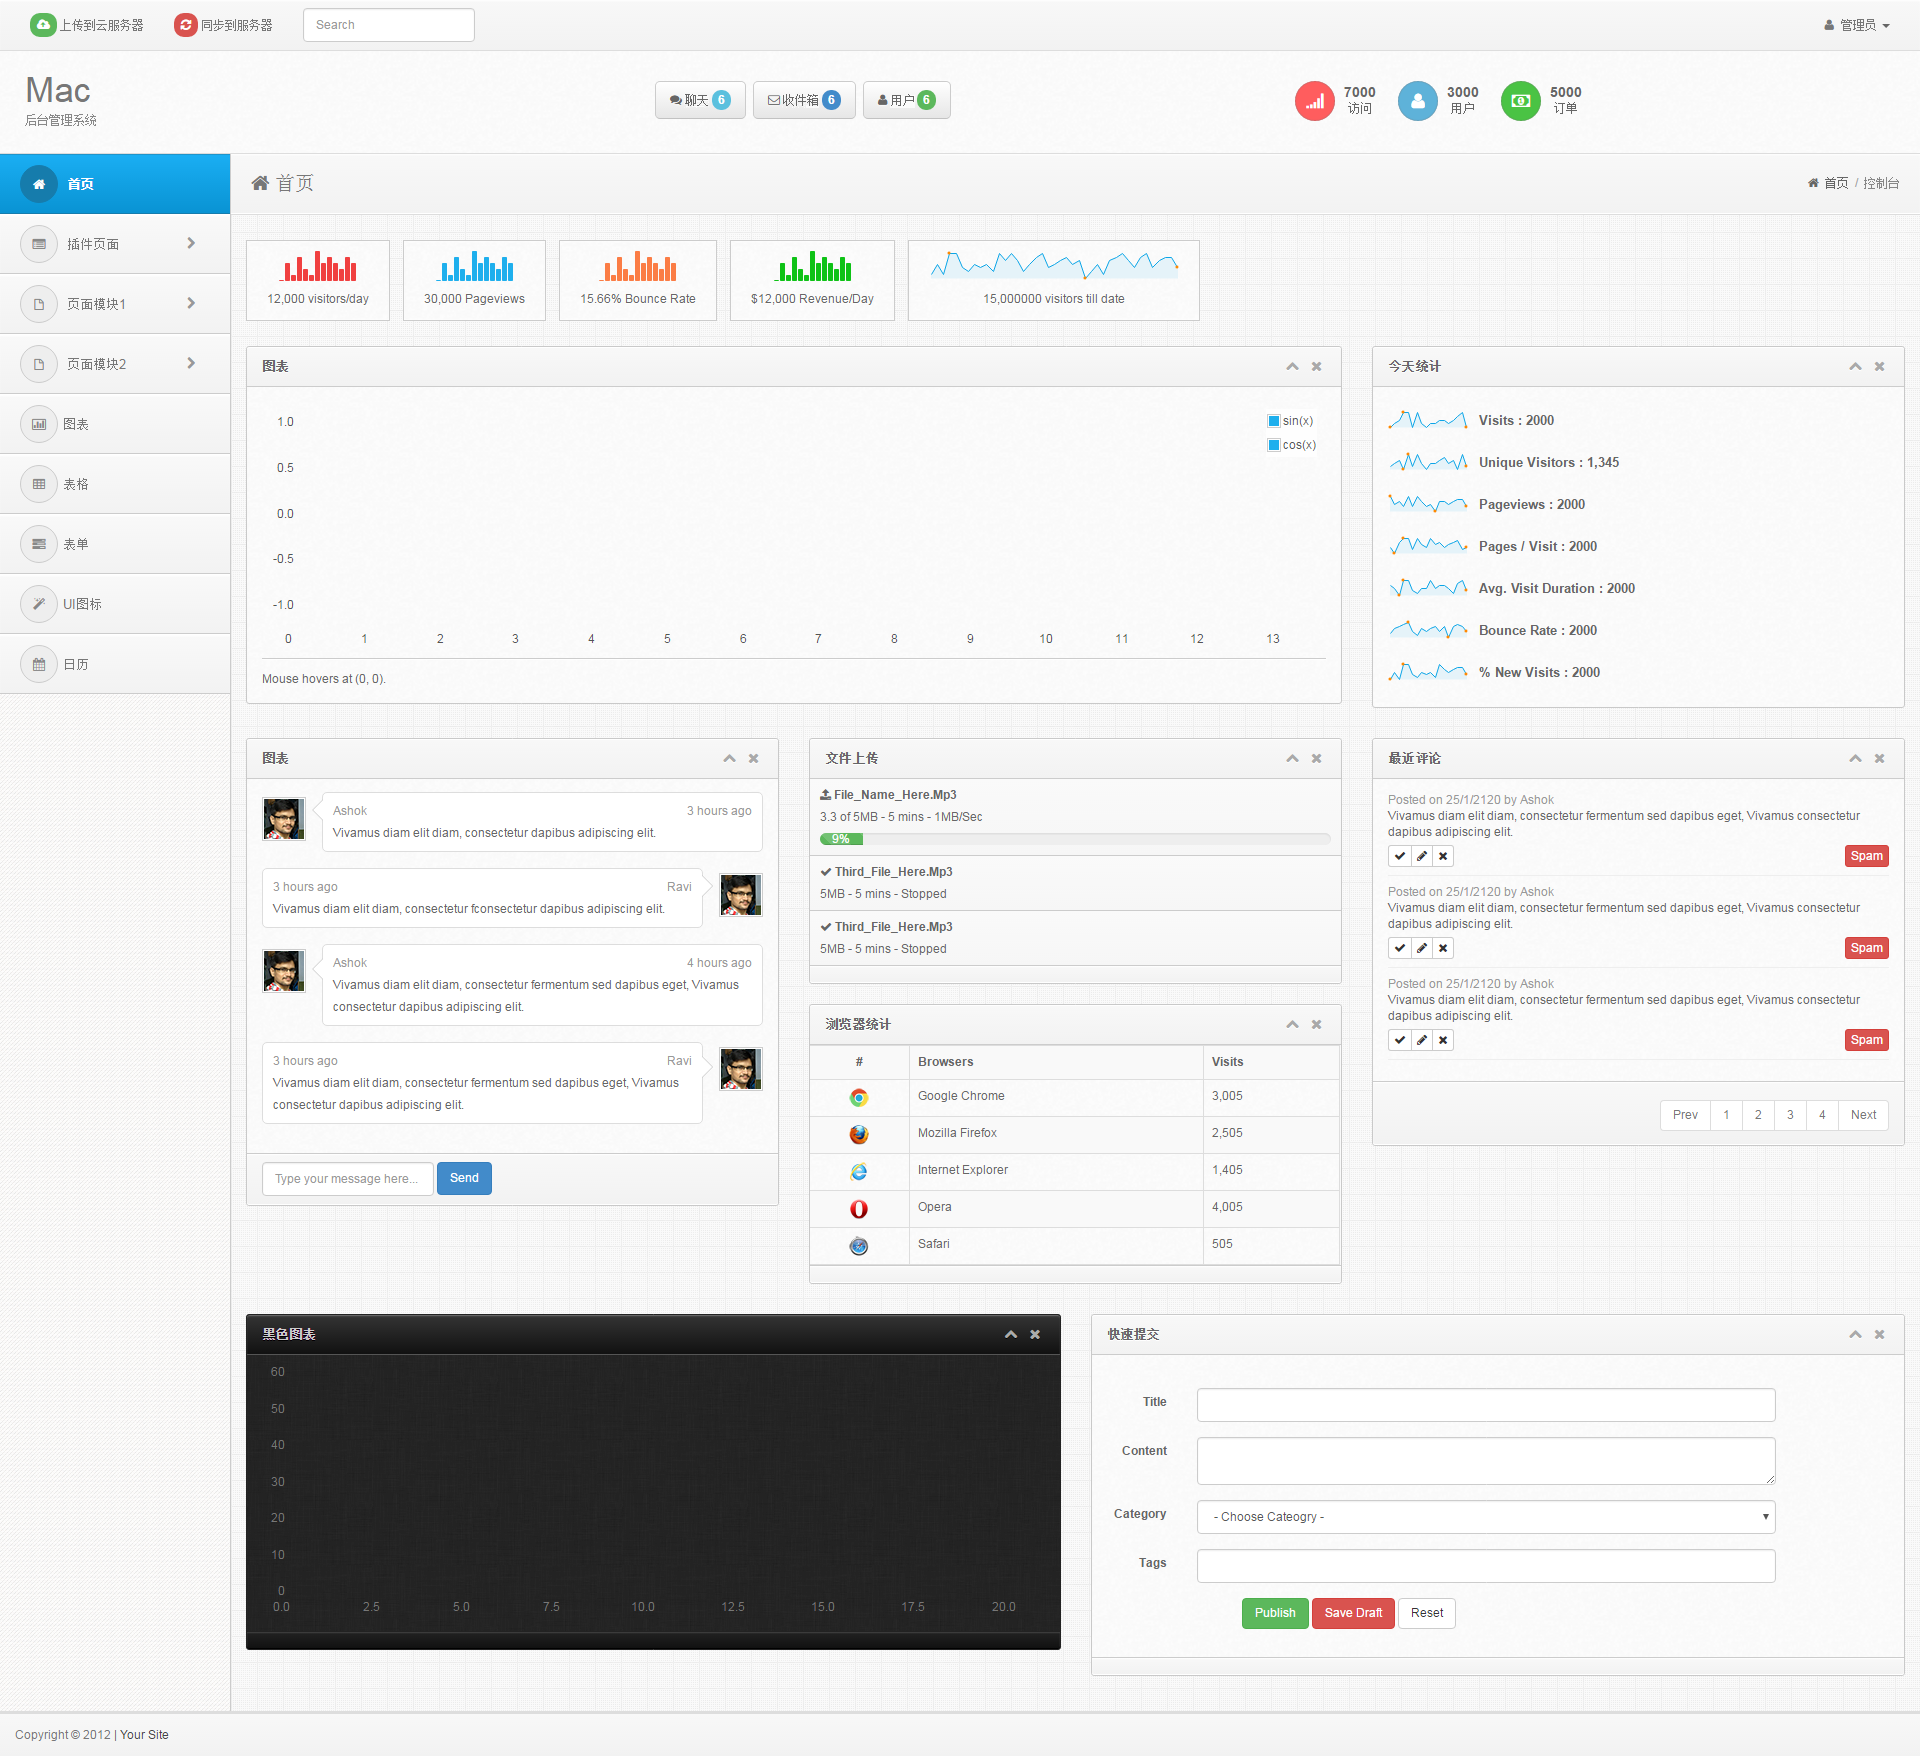 上传到云服务器 同步到服务器 Search 管理员
Mac
后台管理系统
聊天 6 收件箱 6 用户 6
7000
访问
3000
用户
5000
订单
首页
插件页面
页面模块1
页面模块2
图表
表格
表单
UI图标
日历
首页
首页 / 控制台
12,000 visitors/day
30,000 Pageviews
15.66% Bounce Rate
$12,000 Revenue/Day
15,000000 visitors till date
图表
1.0
0.5
0.0
-0.5
-1.0
0 1 2 3 4 5 6 7 8 9 10 11 12 13
sin(x)
cos(x)
Mouse hovers at (0, 0).
今天统计
Visits : 2000
Unique Visitors : 1,345
Pageviews : 2000
Pages / Visit : 2000
Avg. Visit Duration : 2000
Bounce Rate : 2000
% New Visits : 2000
图表
Ashok 3 hours ago
Vivamus diam elit diam, consectetur dapibus adipiscing elit.
3 hours ago Ravi
Vivamus diam elit diam, consectetur fconsectetur dapibus adipiscing elit.
Ashok 4 hours ago
Vivamus diam elit diam, consectetur fermentum sed dapibus eget, Vivamus
consectetur dapibus adipiscing elit.
3 hours ago Ravi
Vivamus diam elit diam, consectetur fermentum sed dapibus eget, Vivamus
consectetur dapibus adipiscing elit.
Type your message here... Send
文件上传
File_Name_Here.Mp3
3.3 of 5MB - 5 mins - 1MB/Sec
9%
Third_File_Here.Mp3
5MB - 5 mins - Stopped
Third_File_Here.Mp3
5MB - 5 mins - Stopped
浏览器统计
# Browsers Visits
Google Chrome 3,005
Mozilla Firefox 2,505
Internet Explorer 1,405
Opera 4,005
Safari 505
最近评论
Posted on 25/1/2120 by Ashok
Vivamus diam elit diam, consectetur fermentum sed dapibus eget, Vivamus consectetur
dapibus adipiscing elit.
Spam
Posted on 25/1/2120 by Ashok
Vivamus diam elit diam, consectetur fermentum sed dapibus eget, Vivamus consectetur
dapibus adipiscing elit.
Spam
Posted on 25/1/2120 by Ashok
Vivamus diam elit diam, consectetur fermentum sed dapibus eget, Vivamus consectetur
dapibus adipiscing elit.
Spam
Prev 1 2 3 4 Next
黑色图表
60
50
40
30
20
10
0
0.0 2.5 5.0 7.5 10.0 12.5 15.0 17.5 20.0
快速提交
Title
Content
Category - Choose Cateogry -
Tags
Publish Save Draft Reset
Copyright © 2012 | Your Site